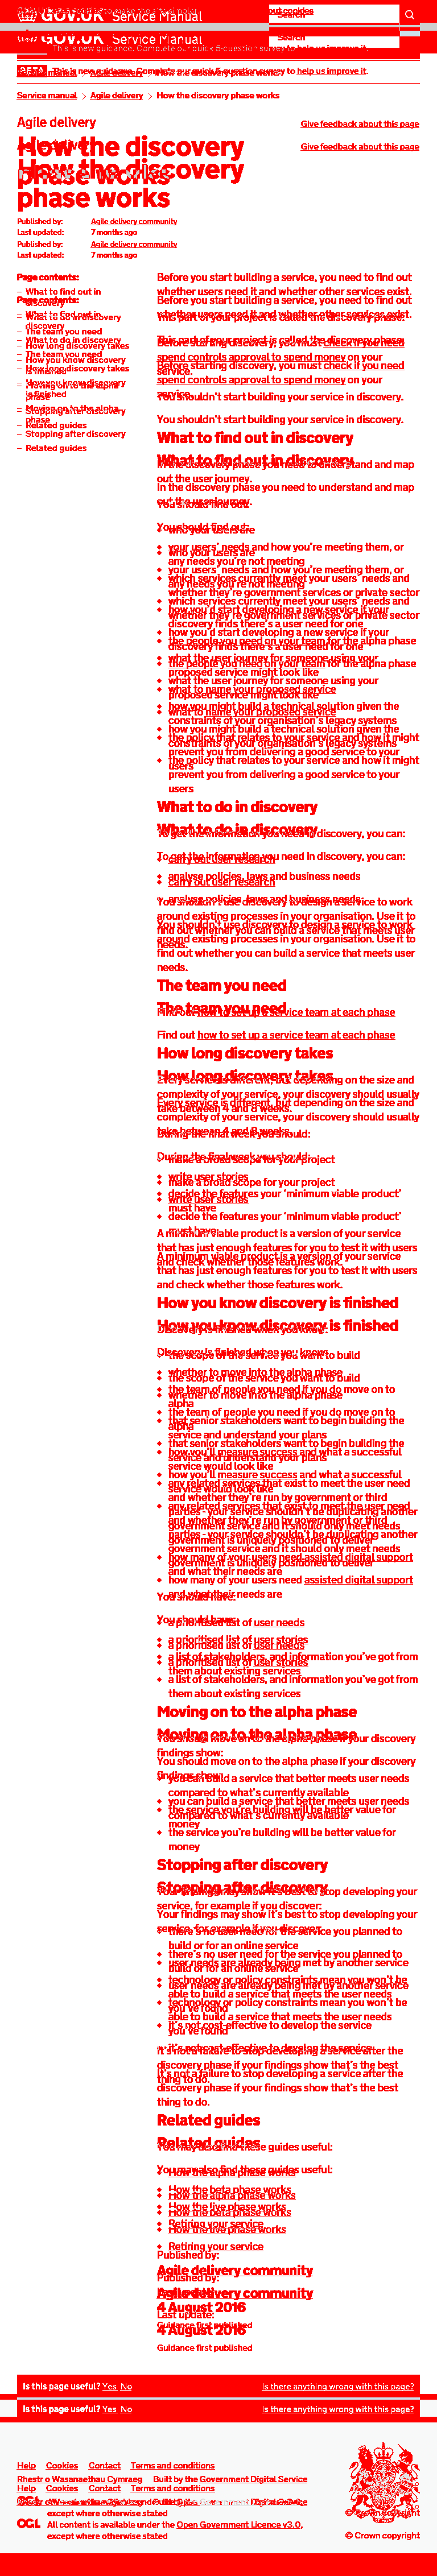 GOV.UK Service Manual
Search
BETA This is new guidance. Complete our quick 5-question survey to help us improve it.
Service manual > Agile delivery > How the discovery phase works
Agile delivery
Give feedback about this page
How the discovery
phase works
Published by: Agile delivery community
Last updated: 7 months ago
Page contents:
– What to find out in
discovery
– What to do in discovery
– The team you need
– How long discovery takes
– How you know discovery
is finished
– Moving on to the alpha
phase
– Stopping after discovery
– Related guides
Before you start building a service, you need to find out
whether users need it and whether other services exist.
This part of your project is called the discovery phase.
Before starting discovery, you must check if you need
spend controls approval to spend money on your
service.
You shouldn’t start building your service in discovery.
What to find out in discovery
In the discovery phase you need to understand and map
out the user journey.
You should find out:
• who your users are
• your users’ needs and how you’re meeting them, or
any needs you’re not meeting
• which services currently meet your users’ needs and
whether they’re government services or private sector
• how you’d start developing a new service if your
discovery finds there’s a user need for one
• the people you need on your team for the alpha phase
• what the user journey for someone using your
proposed service might look like
• what to name your proposed service
• how you might build a technical solution given the
constraints of your organisation’s legacy systems
• the policy that relates to your service and how it might
prevent you from delivering a good service to your
users
What to do in discovery
To get the information you need in discovery, you can:
• carry out user research
• analyse policies, laws and business needs
You shouldn’t use discovery to design a service to work
around existing processes in your organisation. Use it to
find out whether you can build a service that meets user
needs.
The team you need
Find out how to set up a service team at each phase
How long discovery takes
Every service is different, but depending on the size and
complexity of your service, your discovery should usually
take between 4 and 8 weeks.
During the final week you should:
• make a broad scope for your project
• write user stories
• decide the features your ‘minimum viable product’
must have
A minimum viable product is a version of your service
that has just enough features for you to test it with users
and check whether those features work.
How you know discovery is finished
Discovery is finished when you know:
• the scope of the service you want to build
• whether to move into the alpha phase
• the team of people you need if you do move on to
alpha
• that senior stakeholders want to begin building the
service and understand your plans
• how you’ll measure success and what a successful
service would look like
• any related services that exist to meet the user need
and whether they’re run by government or third
parties - your service shouldn’t be duplicating another
government service and it should only meet needs
government is uniquely positioned to deliver
• how many of your users need assisted digital support
and what their needs are
You should have:
• a prioritised list of user needs
• a prioritised list of user stories
• a list of stakeholders, and information you’ve got from
them about existing services
Moving on to the alpha phase
You should move on to the alpha phase if your discovery
findings show:
• you can build a service that better meets user needs
compared to what’s currently available
• the service you’re building will be better value for
money
Stopping after discovery
Your findings may show it’s best to stop developing your
service, for example if you discover:
• there’s no user need for the service you planned to
build or for an online service
• user needs are already being met by another service
• technology or policy constraints mean you won’t be
able to build a service that meets the user needs
you’ve found
• it’s not cost-effective to develop the service
It’s not a failure to stop developing a service after the
discovery phase if your findings show that’s the best
thing to do.
Related guides
You may also find these guides useful:
• How the alpha phase works
• How the beta phase works
• How the live phase works
• Retiring your service
Published by:
Agile delivery community
Last update:
4 August 2016
Guidance first published
Is this page useful? Yes No
Is there anything wrong with this page?
Help Cookies Contact Terms and conditions
Rhestr o Wasanaethau Cymraeg Built by the Government Digital Service
OGL All content is available under the Open Government Licence v3.0,
except where otherwise stated
© Crown copyright